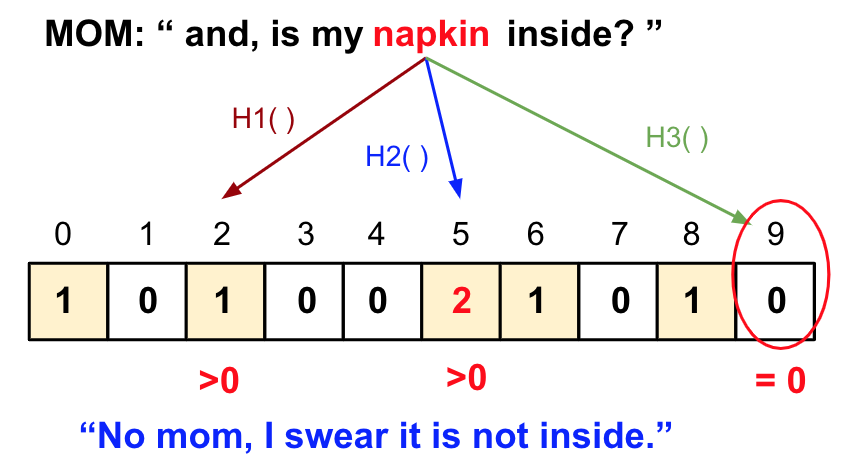 MOM: “ and, is my napkin inside? ”
H1( )
H2( )
H3( )
0 1 2 3 4 5 6 7 8 9
1 0 1 0 0 2 1 0 1 0
>0 >0 = 0
“No mom, I swear it is not inside.”